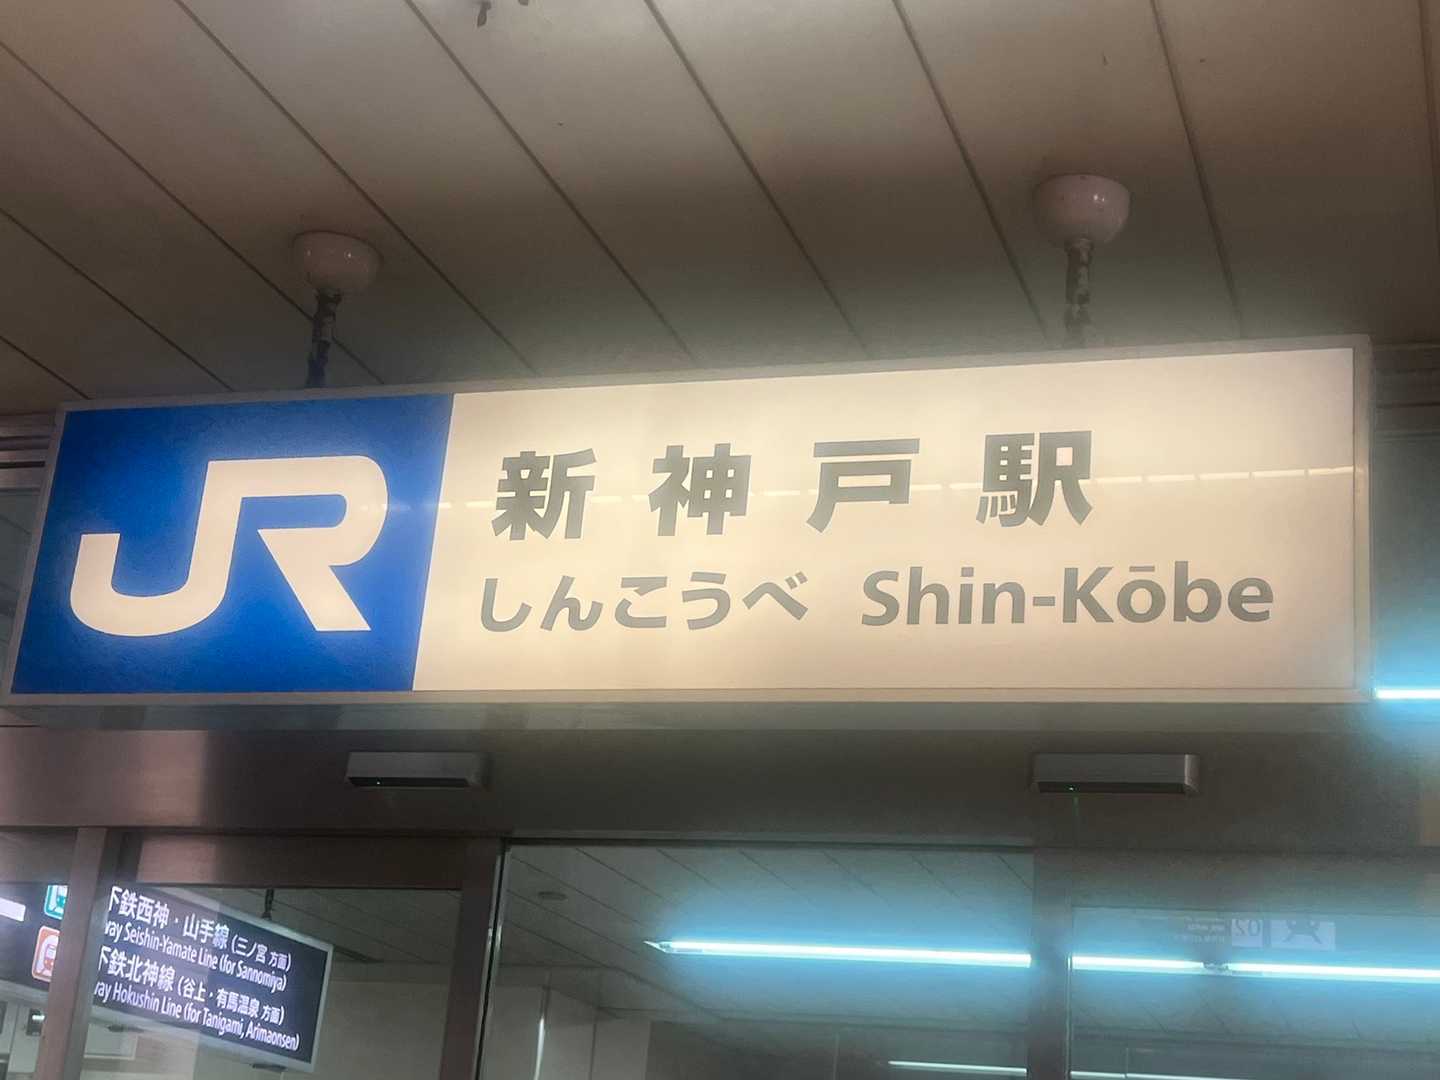 JR
新神戸駅
しんこうべ Shin-Kōbe
下鉄西神・山手線(三ノ宮 方面)
way Seishin-Yamate Line (for Sannomiya)
下鉄北神線(谷上・有馬温泉 方面)
way Hokushin Line (for Tanigami, Arimaonsen)